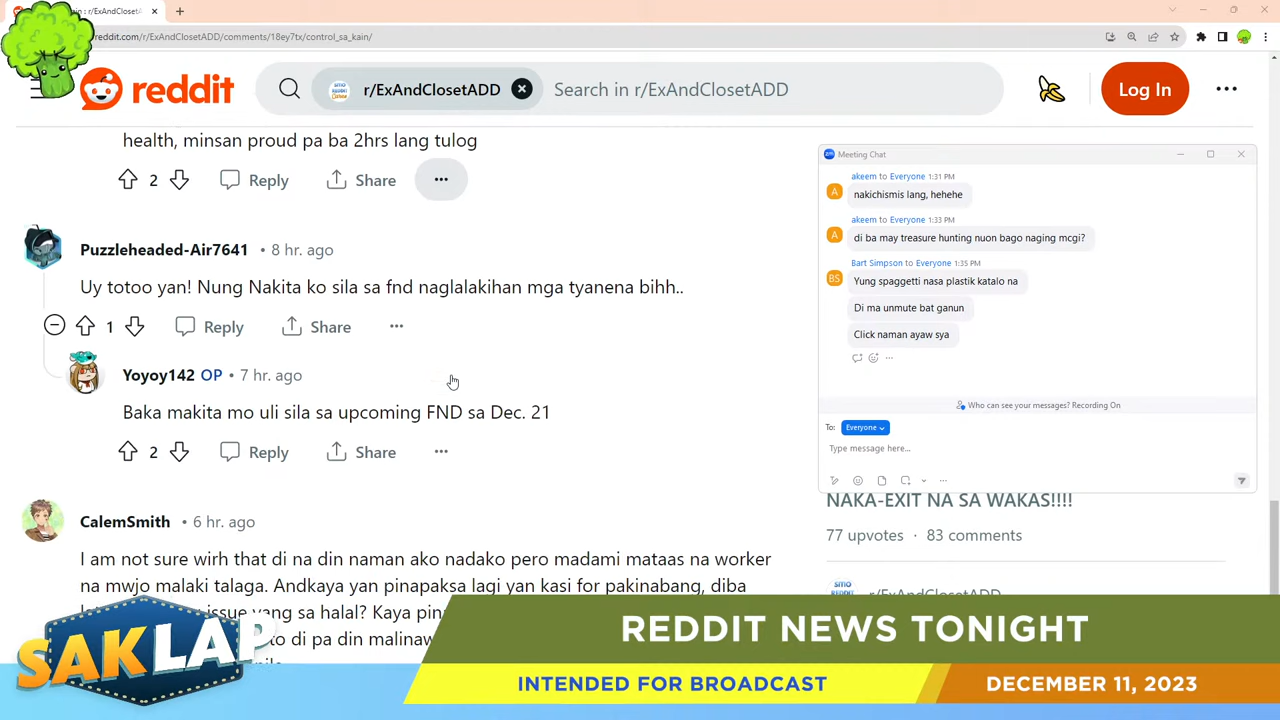 reddit.com/r/ExAndClosetADD/comments/18ey7tx/control_sa_kain/
reddit
r/ExAndClosetADD
Search in r/ExAndClosetADD
Log In
health, minsan proud pa ba 2hrs lang tulog
2
Reply
Share
Puzzleheaded-Air7641 • 8 hr. ago
Uy totoo yan! Nung Nakita ko sila sa fnd naglalakihan mga tyanena bihh..
1
Reply
Share
Yoyoy142 OP • 7 hr. ago
Baka makita mo uli sila sa upcoming FND sa Dec. 21
2
Reply
Share
CalemSmith • 6 hr. ago
I am not sure wirh that di na din naman ako nadako pero madami mataas na worker
na mwjo malaki talaga. Andkaya yan pinapaksa lagi yan kasi for pakinabang, diba
issue yang sa halal? Kaya
to di pa din
Meeting Chat
akeem to Everyone 1:31 PM
A
nakichismis lang, hehehe
akeem to Everyone 1:33 PM
A
di ba may treasure hunting nuon bago naging mcgi?
Bart Simpson to Everyone 1:35 PM
BS
Yung spaggetti nasa plastik katalo na
Di ma unmute bat ganun
Click naman ayaw sya
Who can see your messages? Recording On
To: Everyone
Type message here...
NAKA-EXIT NA SA WAKAS!!!!
77 upvotes · 83 comments
r/ExAndClosetADD
SAKLAP
REDDIT NEWS TONIGHT
INTENDED FOR BROADCAST
DECEMBER 11, 2023